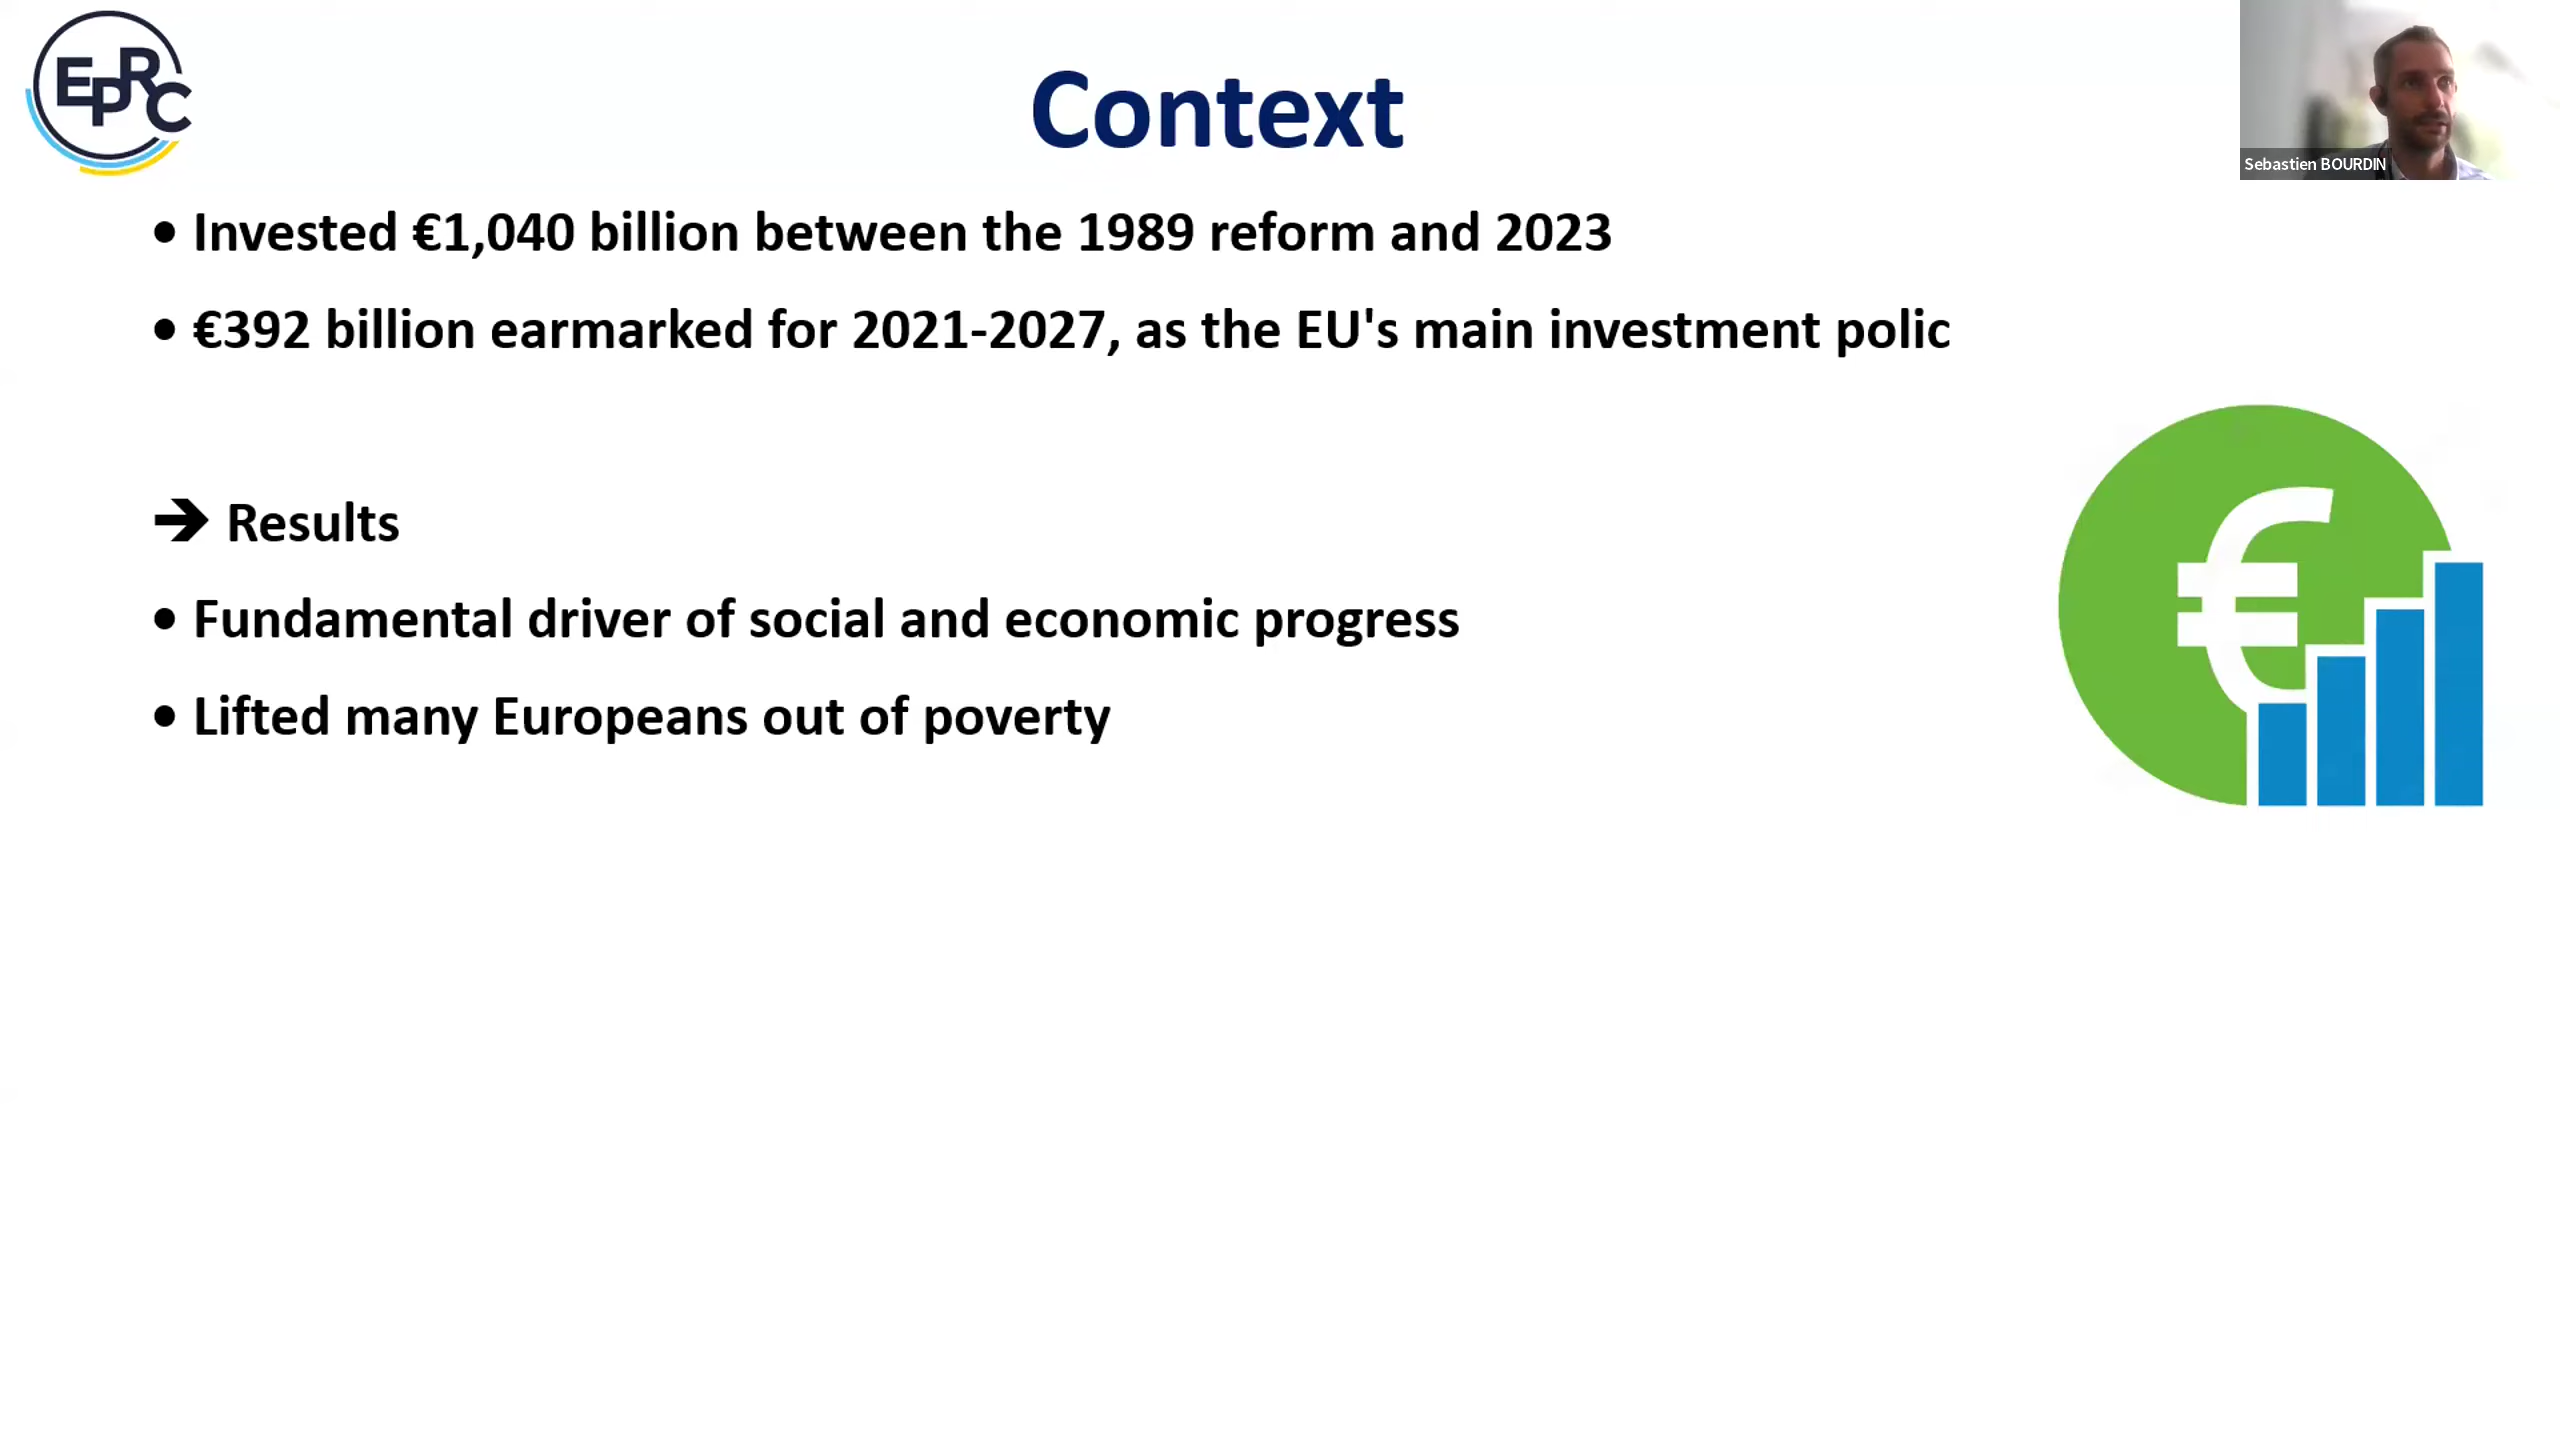 EPRC
Context
Sebastien BOURDIN
• Invested €1,040 billion between the 1989 reform and 2023
• €392 billion earmarked for 2021-2027, as the EU's main investment polic
➔ Results
• Fundamental driver of social and economic progress
• Lifted many Europeans out of poverty
€